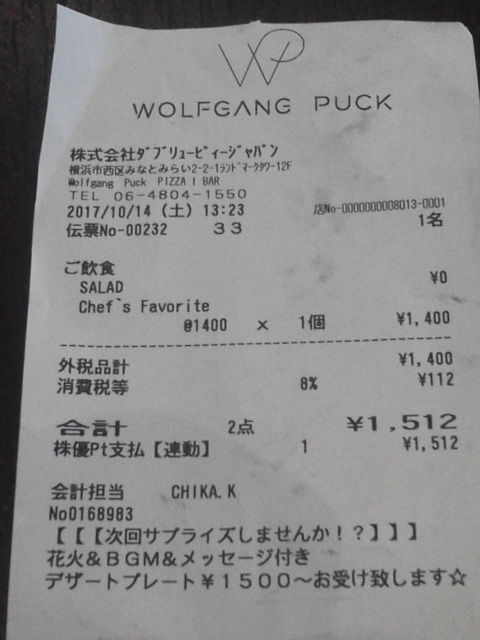 WP
WOLFGANG PUCK
株式会社ダブリューピィージャパン
横浜市西区みなとみらい2-2-1ランドマークタワー12F
Wolfgang Puck PIZZA I BAR
TEL 06-4804-1550
2017/10/14 (土) 13:23 店No-0000000008013-0001
伝票No-00232 33 1名
ご飲食
SALAD ¥0
Chef`s Favorite
@1400 x 1個 ¥1,400
外税品計 ¥1,400
消費税等 8% ¥112
合計 2点 ¥1,512
株優Pt支払【連動】 1 ¥1,512
会計担当 CHIKA.K
No0168983
【【【次回サプライズしませんか!?】】】
花火&BGM&メッセージ付き
デザートプレート¥1500~お受け致します☆